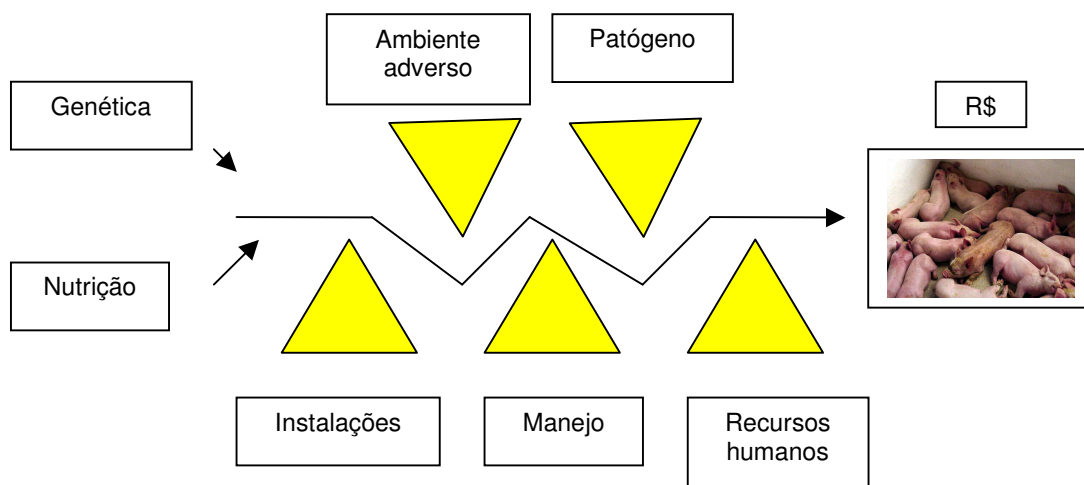 Ambiente
adverso
Patógeno
Genética
R$
Nutrição
Instalações
Manejo
Recursos
humanos